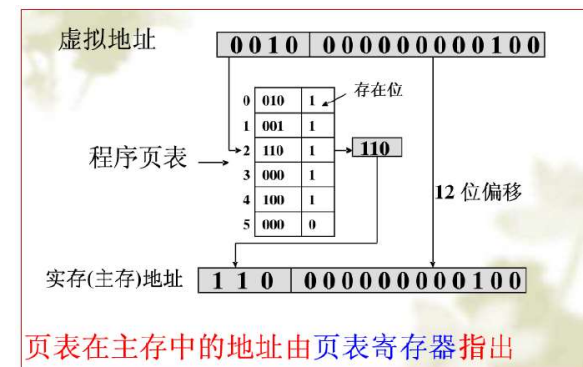 虚拟地址 0010 000000000100
存在位
0 010 1
1 001 1
程序页表 2 110 1 110
3 000 1
4 100 1
12 位偏移
5 000 0
实存(主存)地址 1 1 0 000000000100
页表在主存中的地址由页表寄存器指出